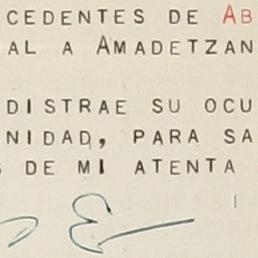 CEDENTES DE AB
AL A AMADETZAN
DISTRAE SU OCU
NIDAD, PARA SA
S DE MI ATENTA